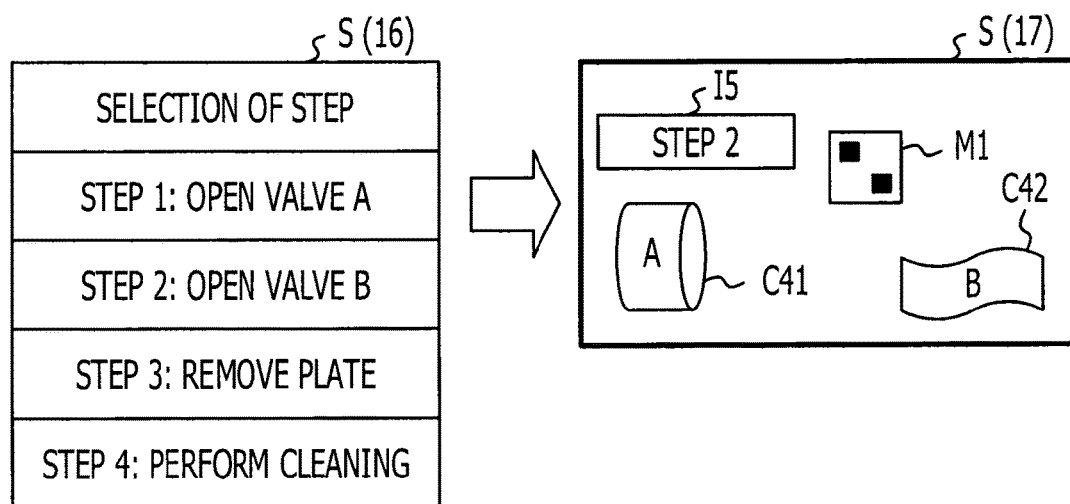 S (16)
SELECTION OF STEP
STEP 1: OPEN VALVE A
STEP 2: OPEN VALVE B
STEP 3: REMOVE PLATE
STEP 4: PERFORM CLEANING
S (17)
I5
STEP 2
M1
C42
A
C41
B